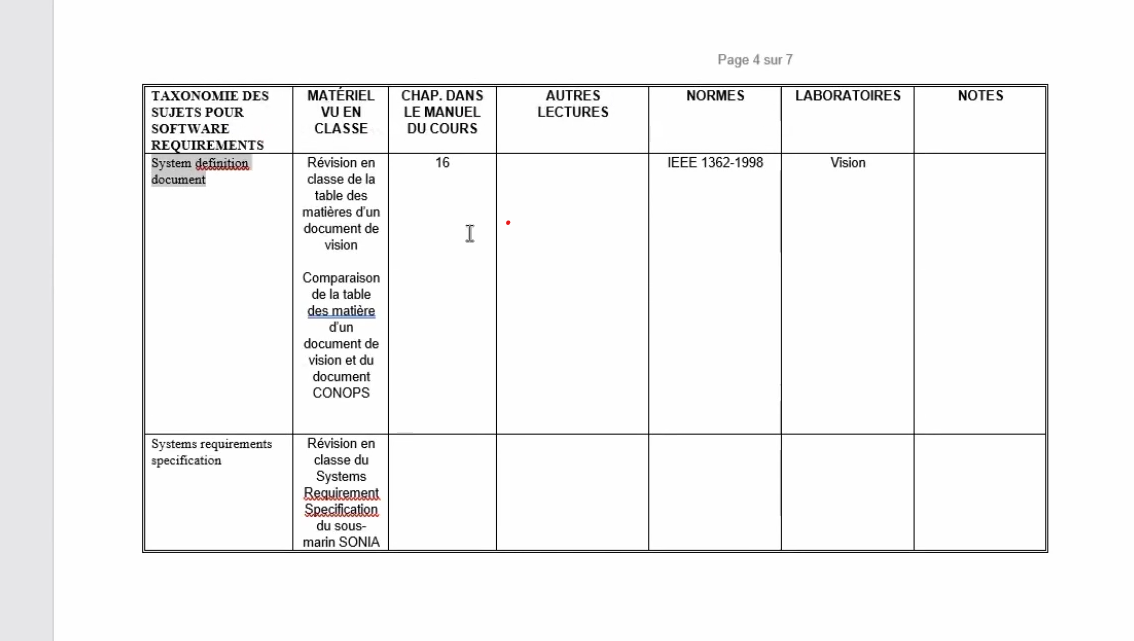 Page 4 sur 7
TAXONOMIE DES
SUJETS POUR
SOFTWARE
REQUIREMENTS
MATÉRIEL
VU EN
CLASSE
CHAP. DANS
LE MANUEL
DU COURS
AUTRES
LECTURES
NORMES
LABORATOIRES
NOTES
System definition
document
Révision en
classe de la
table des
matières d'un
document de
vision
Comparaison
de la table
des matière
d'un
document de
vision et du
document
CONOPS
16
IEEE 1362-1998
Vision
Systems requirements
specification
Révision en
classe du
Systems
Requirement
Specification
du sous-
marin SONIA